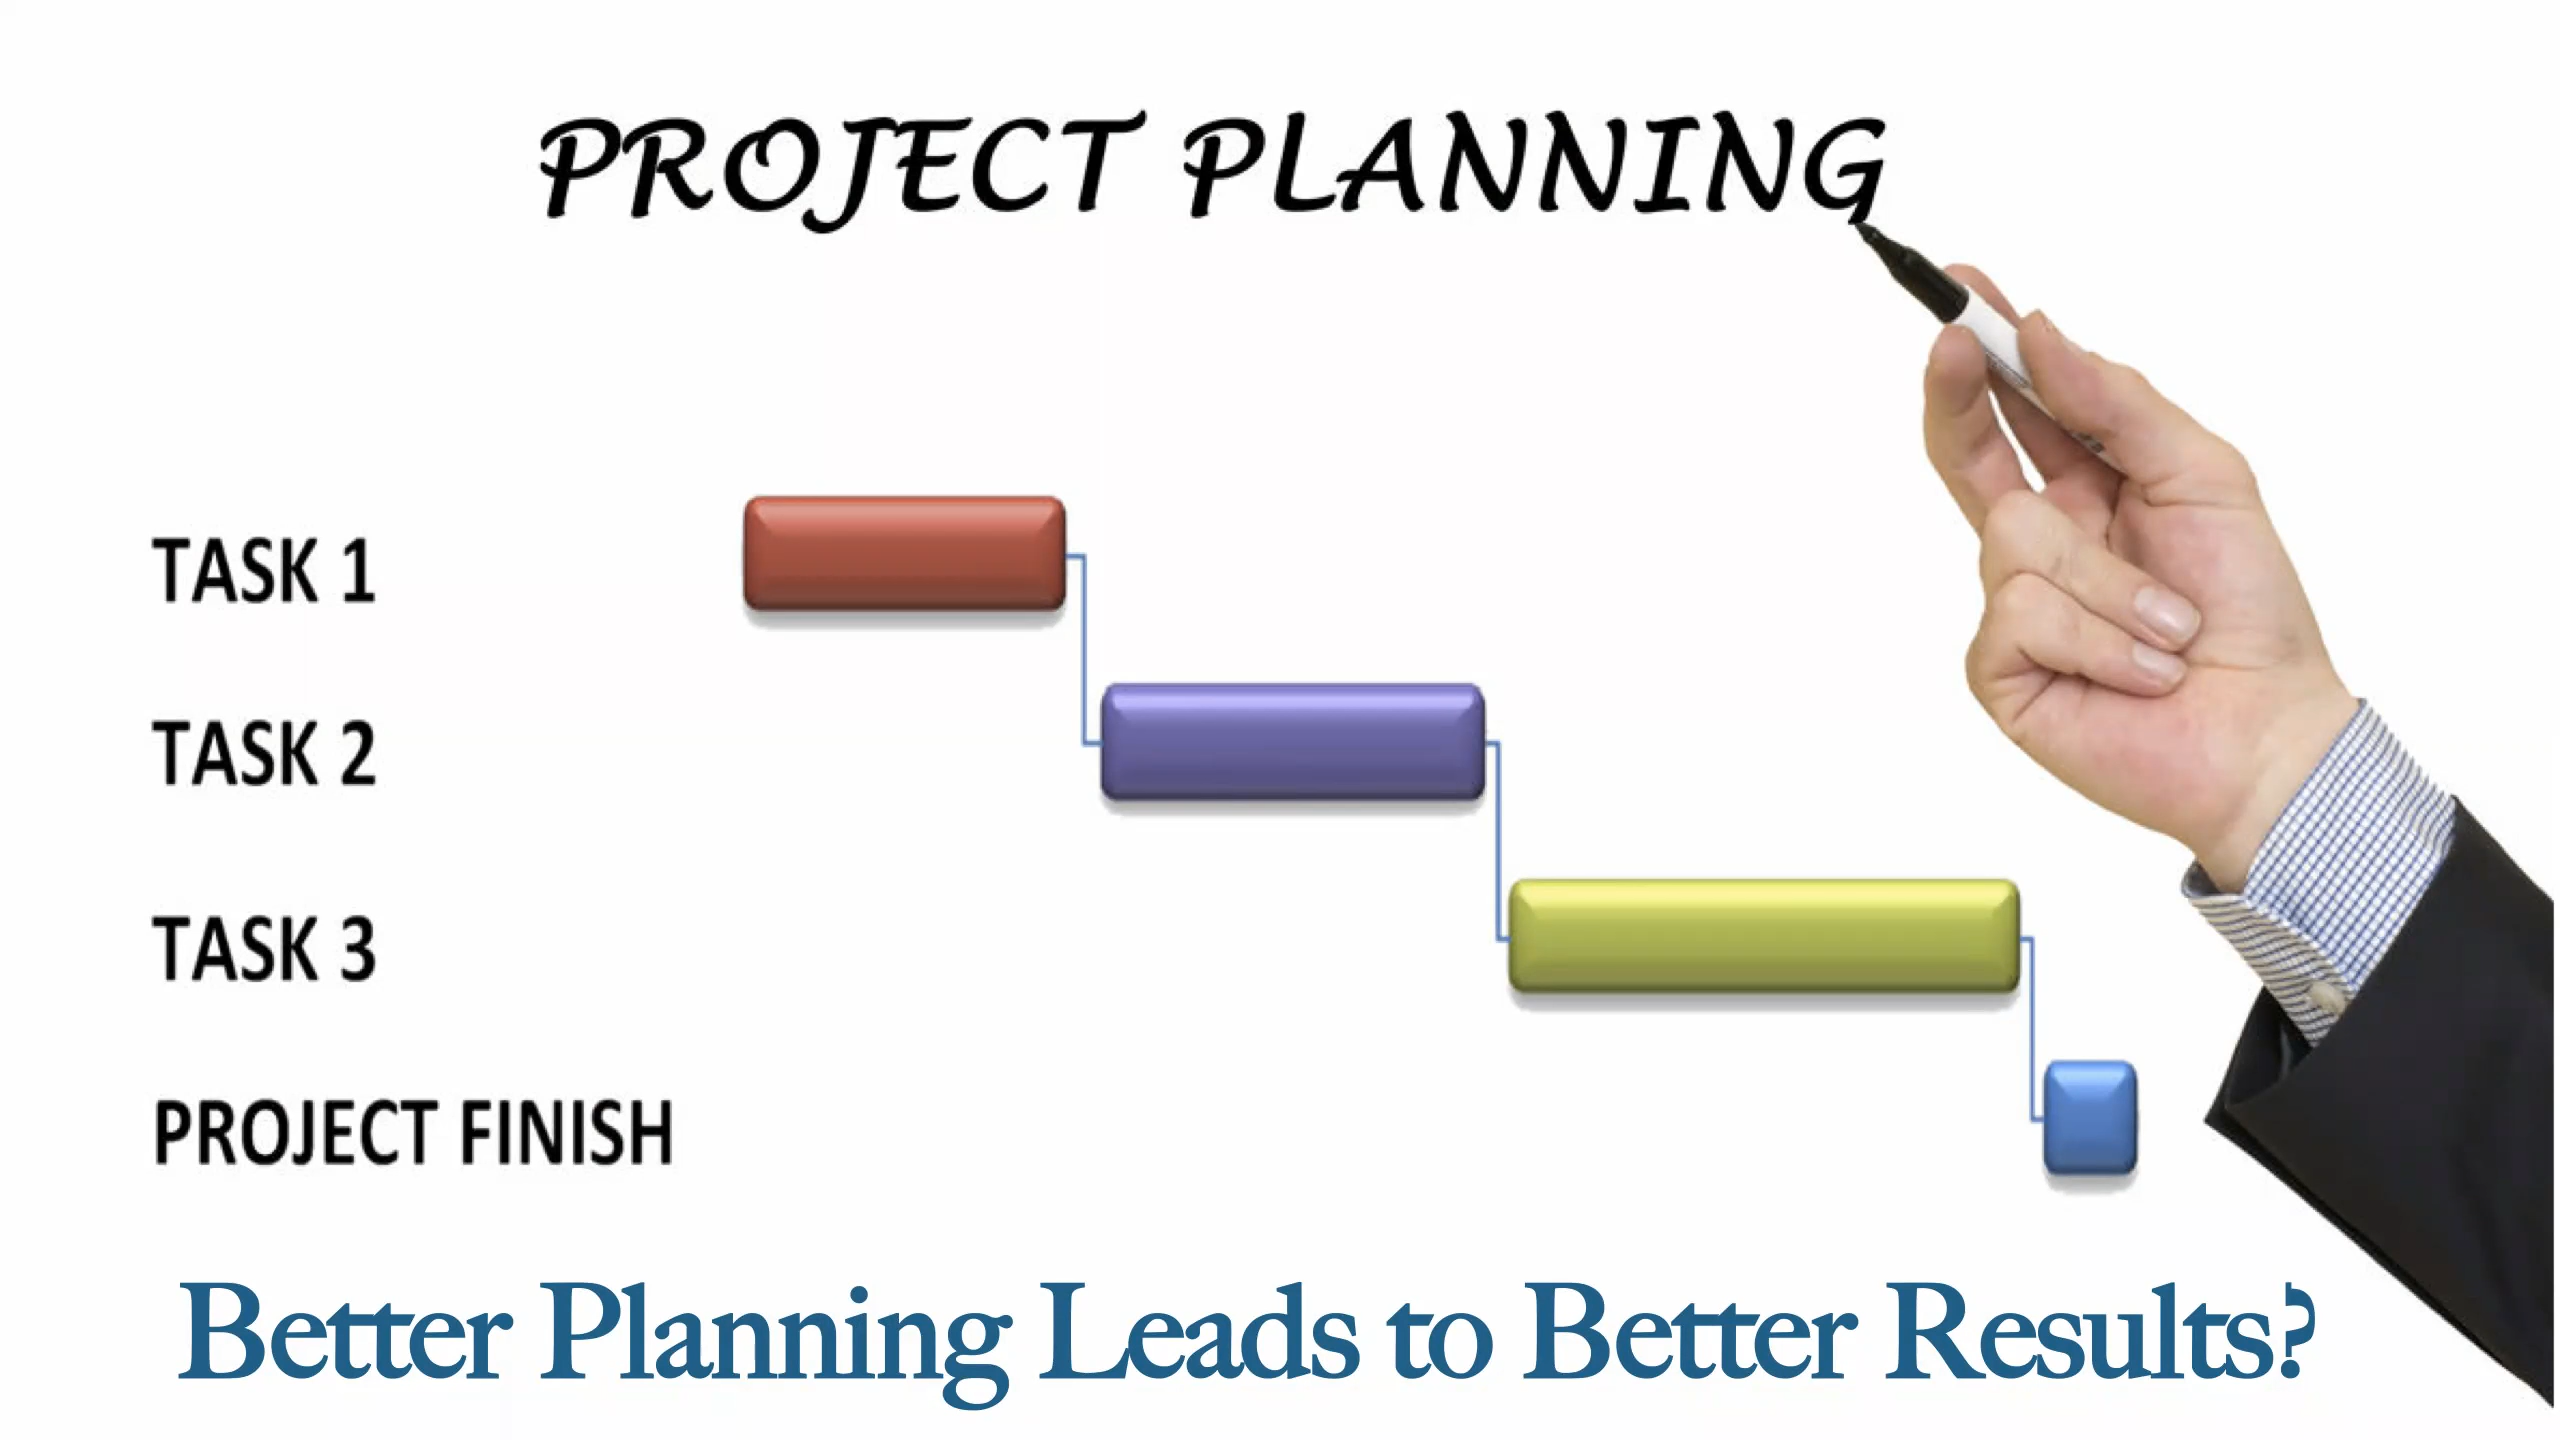 PROJECT PLANNING
TASK 1
TASK 2
TASK 3
PROJECT FINISH
Better Planning Leads to Better Results?